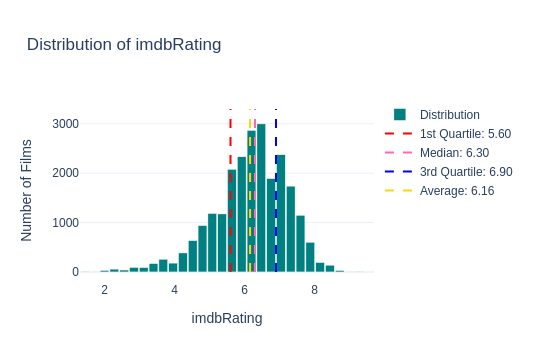 Distribution of imdbRating
Distribution
1st Quartile: 5.60
Median: 6.30
3rd Quartile: 6.90
Average: 6.16
Number of Films
3000
2000
1000
0
2 4 6 8
imdbRating